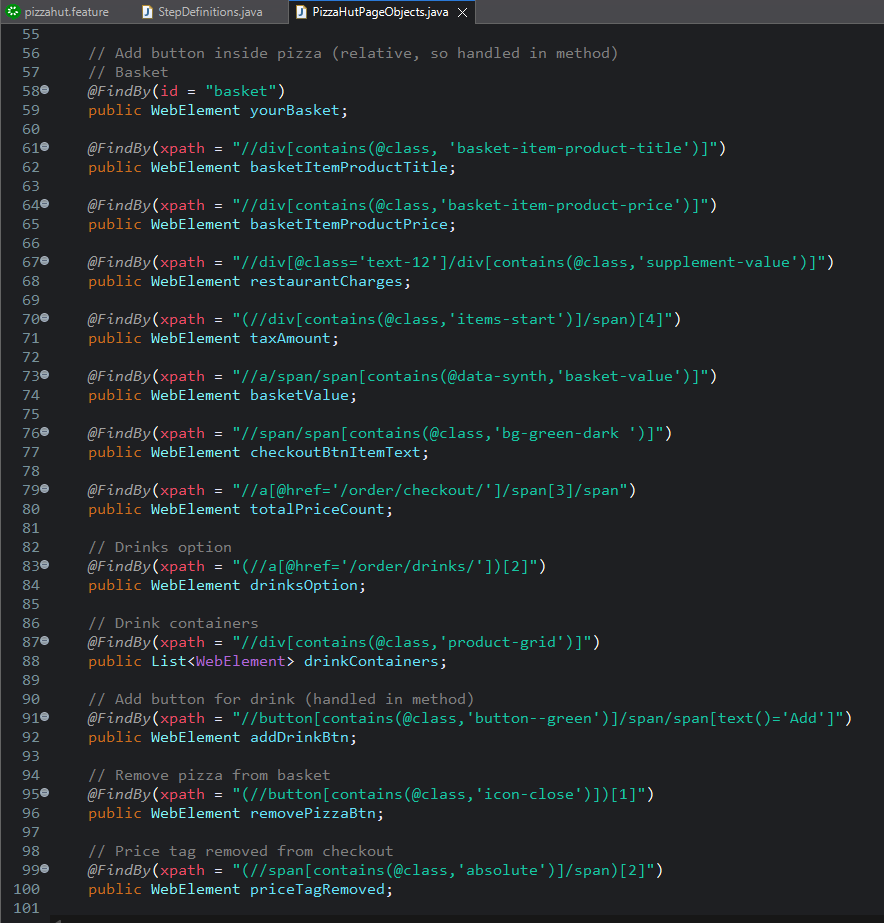 pizzahut.feature StepDefinitions.java PizzaHutPageObjects.java
55
56 // Add button inside pizza (relative, so handled in method)
57 // Basket
58 @FindBy(id = "basket")
59 public WebElement yourBasket;
60
61 @FindBy(xpath = "//div[contains(@class, 'basket-item-product-title')]")
62 public WebElement basketItemProductTitle;
63
64 @FindBy(xpath = "//div[contains(@class,'basket-item-product-price')]")
65 public WebElement basketItemProductPrice;
66
67 @FindBy(xpath = "//div[@class='text-12']/div[contains(@class,'supplement-value')]")
68 public WebElement restaurantCharges;
69
70 @FindBy(xpath = "(//div[contains(@class,'items-start')]/span)[4]")
71 public WebElement taxAmount;
72
73 @FindBy(xpath = "//a/span/span[contains(@data-synth,'basket-value')]")
74 public WebElement basketValue;
75
76 @FindBy(xpath = "//span/span[contains(@class,'bg-green-dark ')]")
77 public WebElement checkoutBtnItemText;
78
79 @FindBy(xpath = "//a[@href='/order/checkout/']/span[3]/span")
80 public WebElement totalPriceCount;
81
82 // Drinks option
83 @FindBy(xpath = "(//a[@href='/order/drinks/'])[2]")
84 public WebElement drinksOption;
85
86 // Drink containers
87 @FindBy(xpath = "//div[contains(@class,'product-grid')]")
88 public List<WebElement> drinkContainers;
89
90 // Add button for drink (handled in method)
91 @FindBy(xpath = "//button[contains(@class,'button--green')]/span/span[text()='Add']")
92 public WebElement addDrinkBtn;
93
94 // Remove pizza from basket
95 @FindBy(xpath = "(//button[contains(@class,'icon-close')])[1]")
96 public WebElement removePizzaBtn;
97
98 // Price tag removed from checkout
99 @FindBy(xpath = "(//span[contains(@class,'absolute')]/span)[2]")
100 public WebElement priceTagRemoved;
101